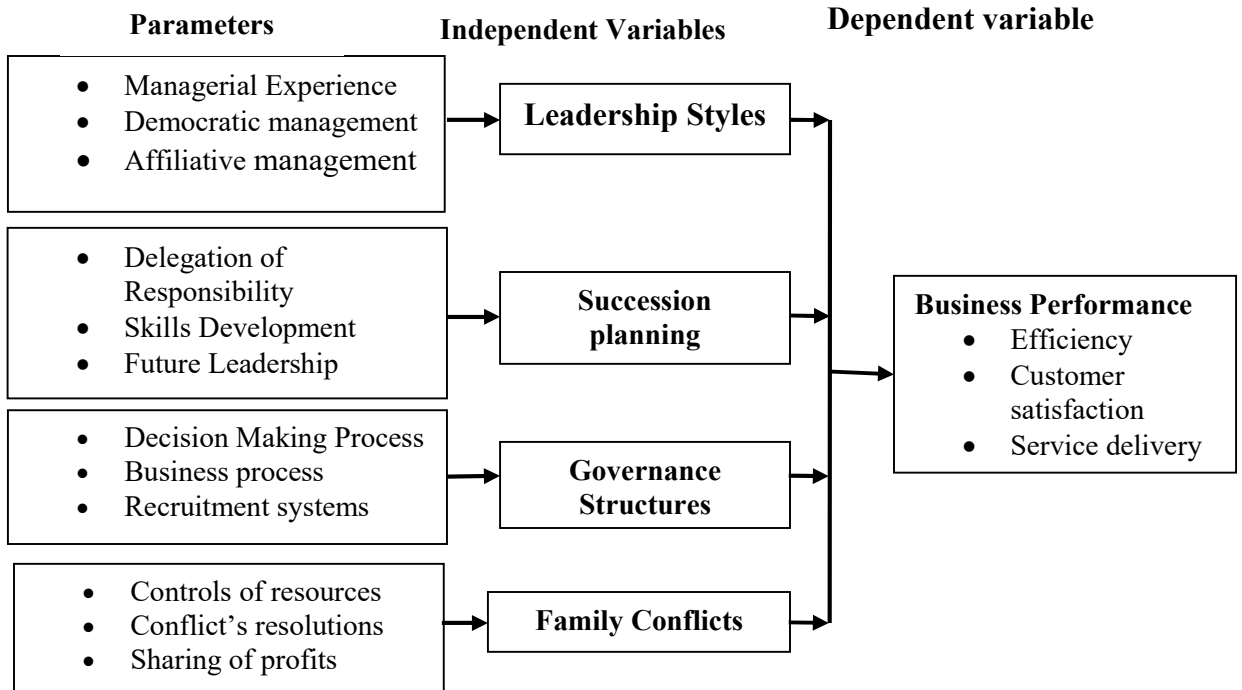 Parameters
Independent Variables
Dependent variable
• Managerial Experience
• Democratic management
• Affiliative management
Leadership Styles
• Delegation of
Responsibility
• Skills Development
• Future Leadership
Succession
planning
Business Performance
• Efficiency
• Customer
satisfaction
• Service delivery
• Decision Making Process
• Business process
• Recruitment systems
Governance
Structures
• Controls of resources
• Conflict’s resolutions
• Sharing of profits
Family Conflicts